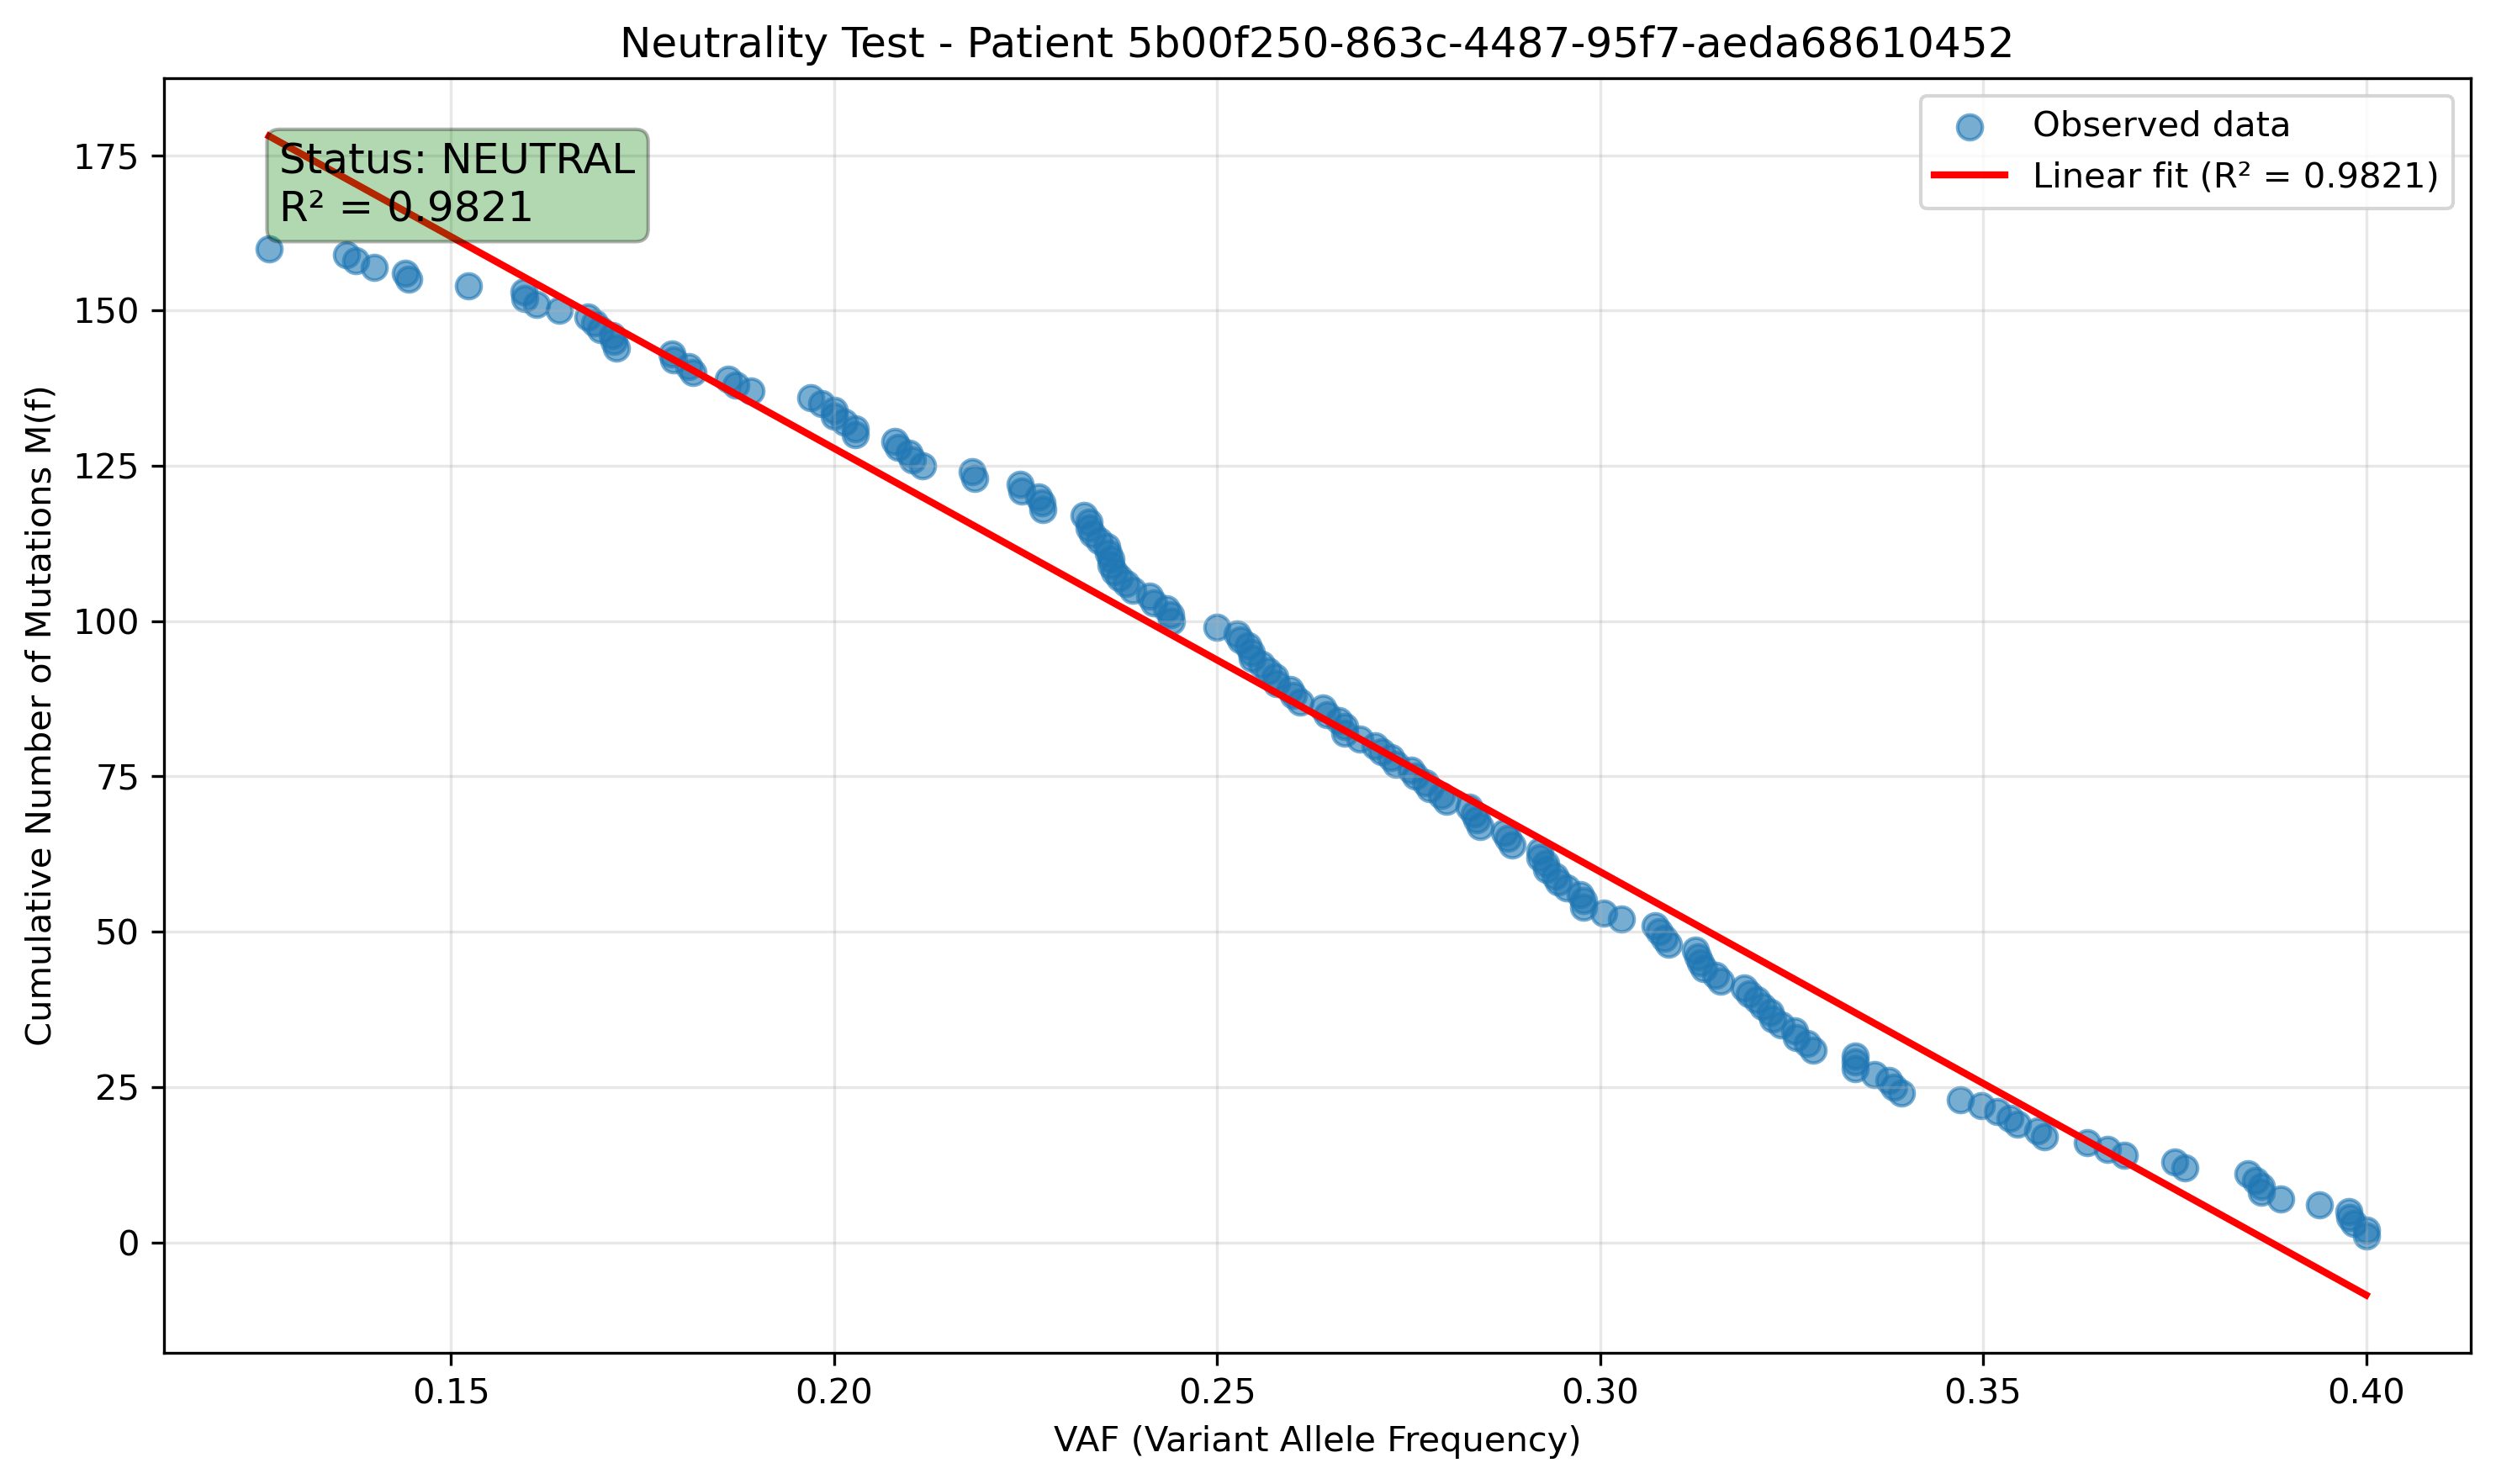 Neutrality Test - Patient 5b00f250-863c-4487-95f7-aeda68610452
Status: NEUTRAL
R² = 0.9821
Observed data
Linear fit (R² = 0.9821)
Cumulative Number of Mutations M(f)
175
150
125
100
75
50
25
0
0.15 0.20 0.25 0.30 0.35 0.40
VAF (Variant Allele Frequency)